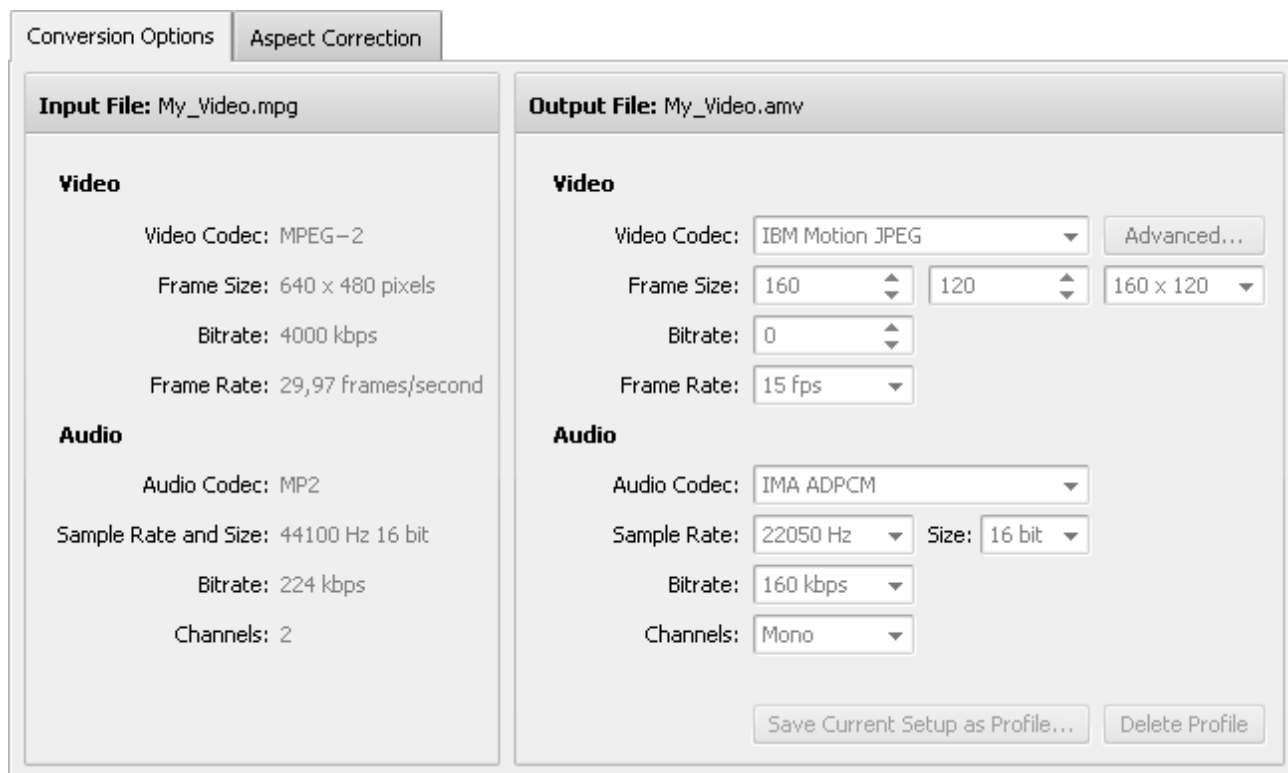 Conversion Options
Aspect Correction
Input File: My_Video.mpg
Video
Video Codec: MPEG-2
Frame Size: 640 x 480 pixels
Bitrate: 4000 kbps
Frame Rate: 29,97 frames/second
Audio
Audio Codec: MP2
Sample Rate and Size: 44100 Hz 16 bit
Bitrate: 224 kbps
Channels: 2
Output File: My_Video.amv
Video
Video Codec: IBM Motion JPEG Advanced...
Frame Size: 160 120 160 x 120
Bitrate: 0
Frame Rate: 15 fps
Audio
Audio Codec: IMA ADPCM
Sample Rate: 22050 Hz Size: 16 bit
Bitrate: 160 kbps
Channels: Mono
Save Current Setup as Profile... Delete Profile